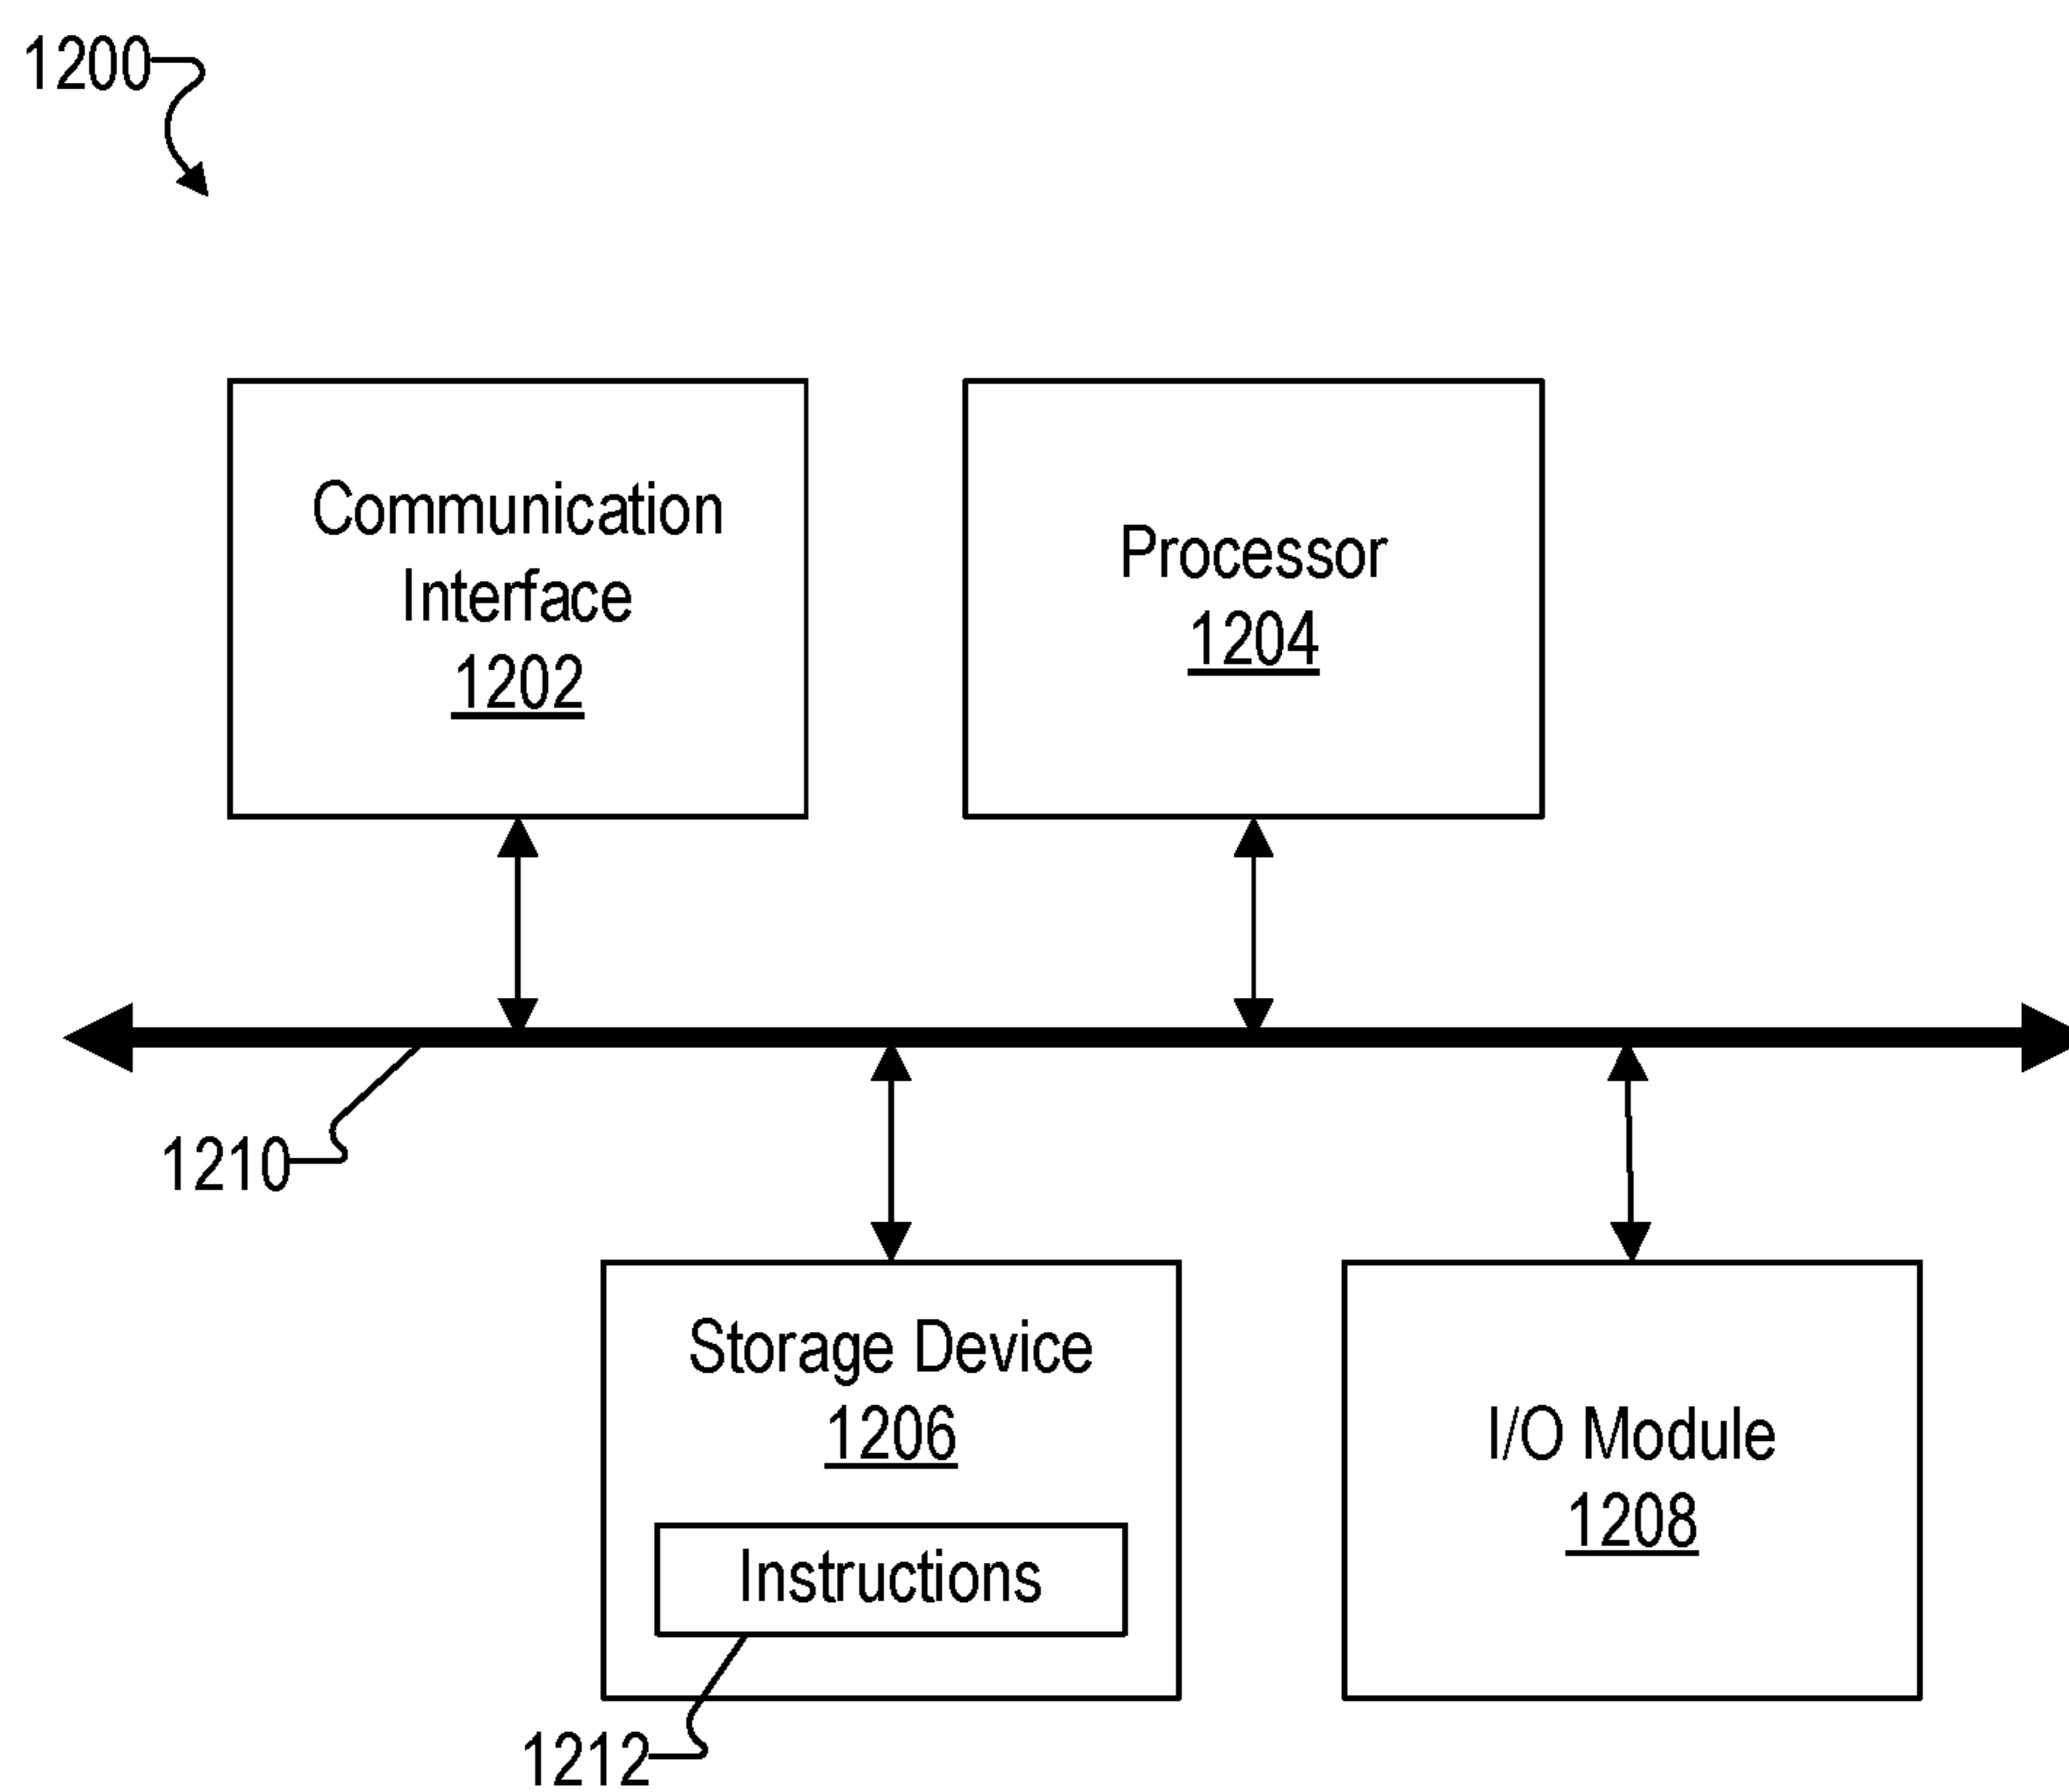 1200
Communication
Interface
1202
Processor
1204
1210
Storage Device
1206
Instructions
1212
I/O Module
1208